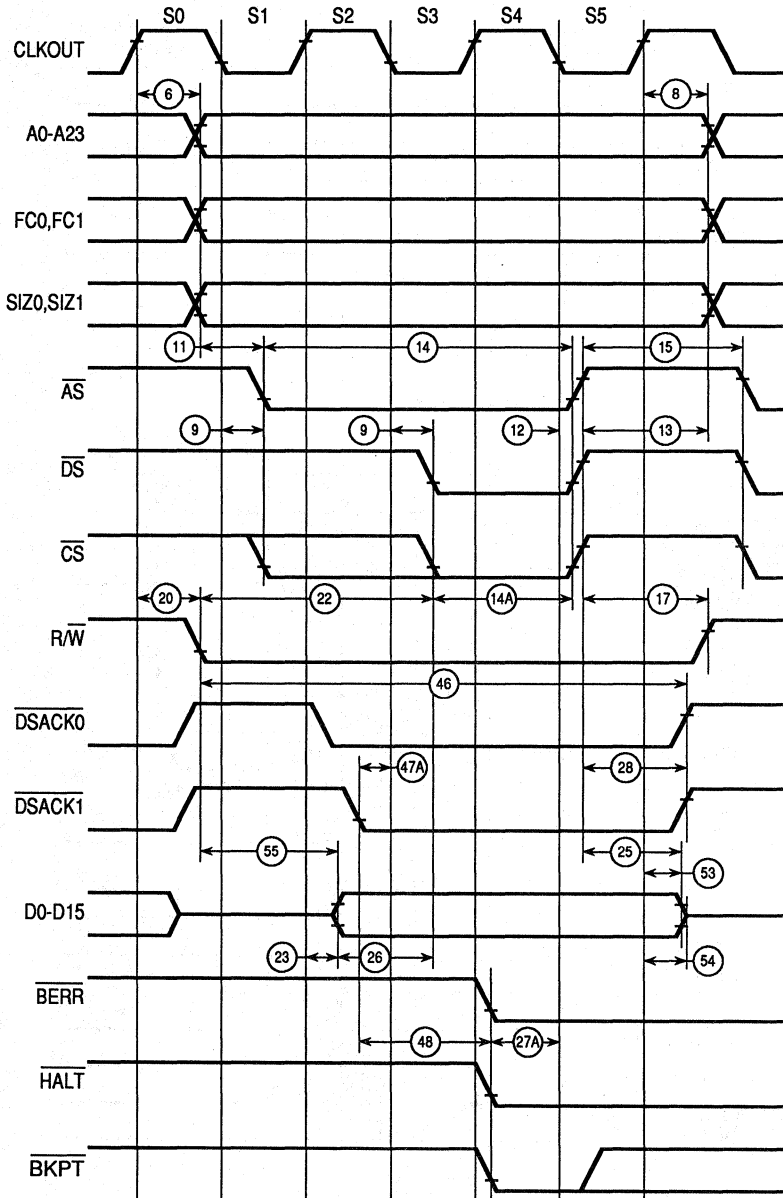 S0 S1 S2 S3 S4 S5
CLKOUT
6 8
A0-A23
FC0,FC1
SIZ0,SIZ1
11 14 15
AS
9 9 12 13
DS
CS
20 22 14A 17
R/W
46
DSACK0
47A 28
DSACK1
55 25
53
D0-D15
23 26 54
BERR
48 27A
HALT
BKPT